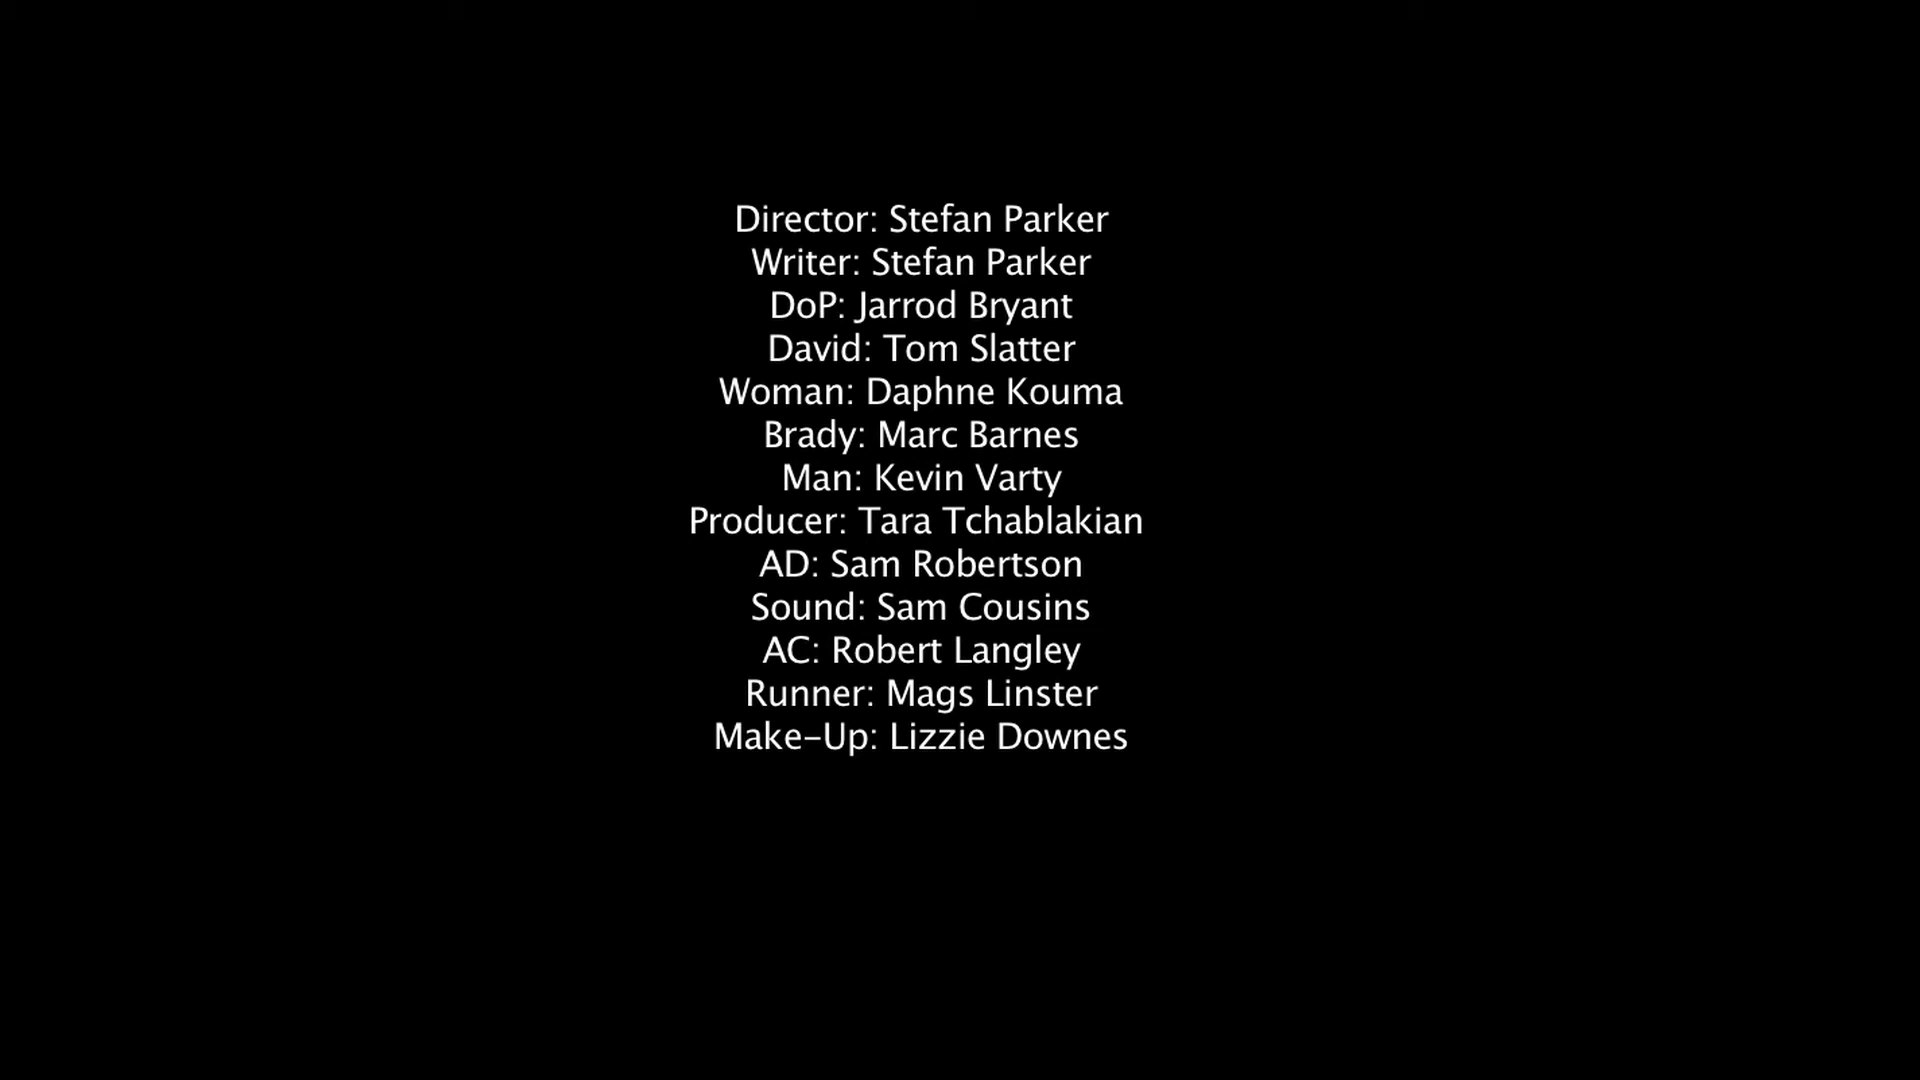 Director: Stefan Parker
Writer: Stefan Parker
DoP: Jarrod Bryant
David: Tom Slatter
Woman: Daphne Kouma
Brady: Marc Barnes
Man: Kevin Varty
Producer: Tara Tchablakian
AD: Sam Robertson
Sound: Sam Cousins
AC: Robert Langley
Runner: Mags Linster
Make-Up: Lizzie Downes